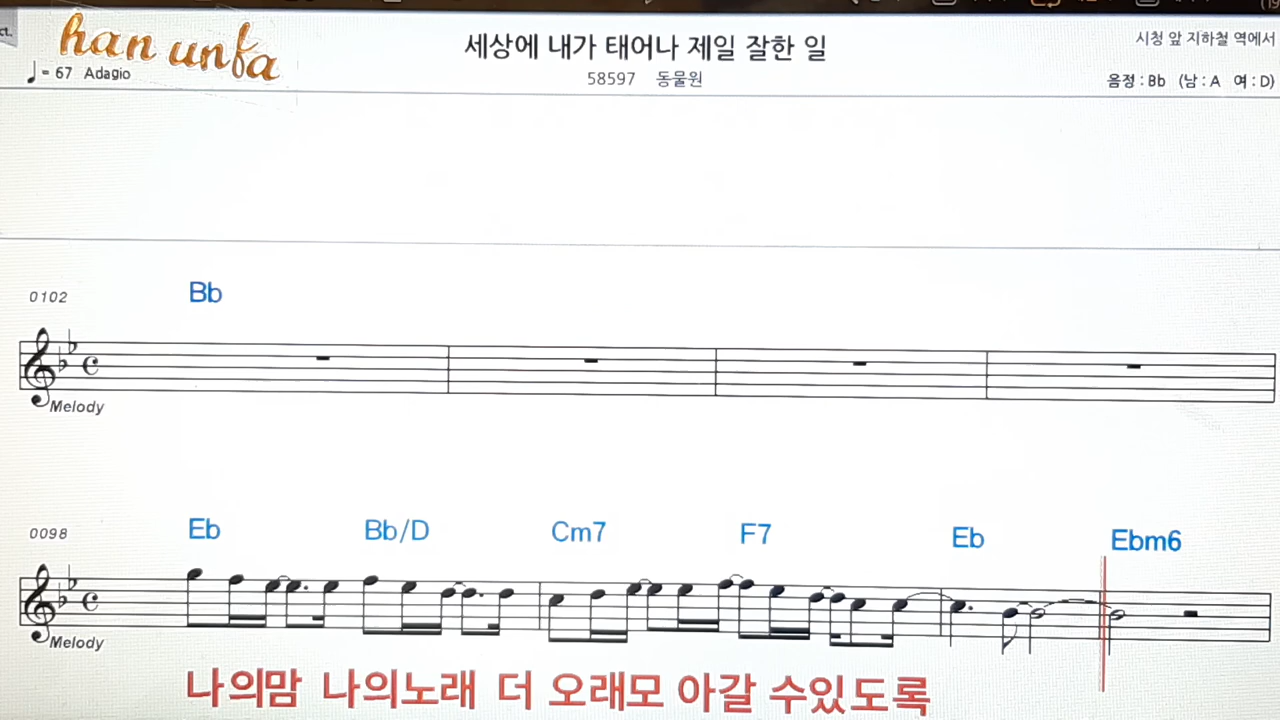 ct.
han unfa
♩= 67 Adagio
세상에 내가 태어나 제일 잘한 일
58597 동물원
시청 앞 지하철 역에서
음정 : Bb (남 : A 여 : D)
0102
Bb
Melody
0098
Eb Bb/D Cm7 F7 Eb Ebm6
Melody
나의맘 나의노래 더 오래모 아갈 수있도록